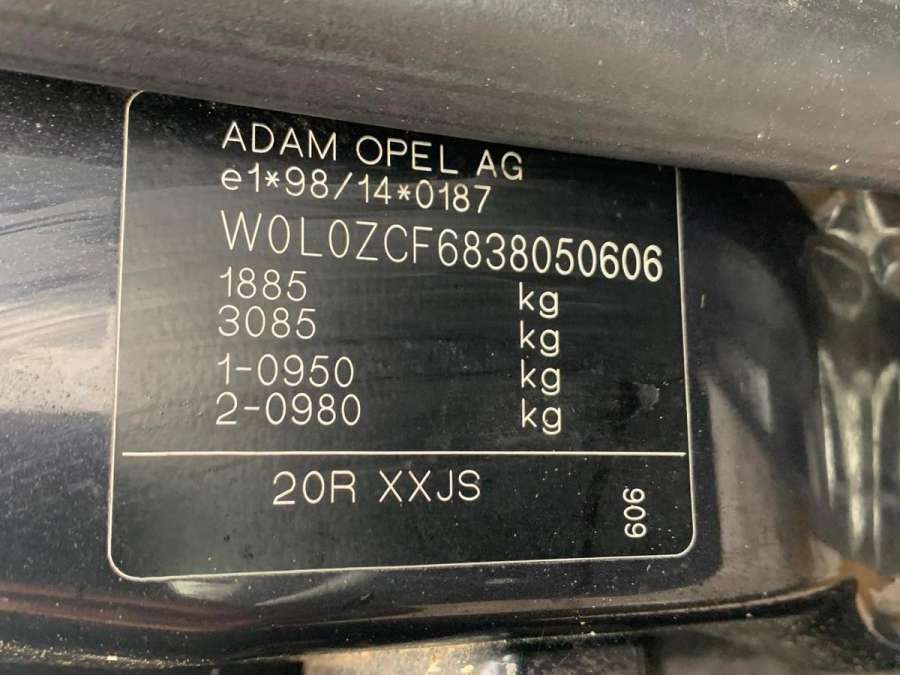 ADAM OPEL AG
e1*98/14*0187
W0L0ZCF6838050606
1885 kg
3085 kg
1-0950 kg
2-0980 kg
20R XXJS
606